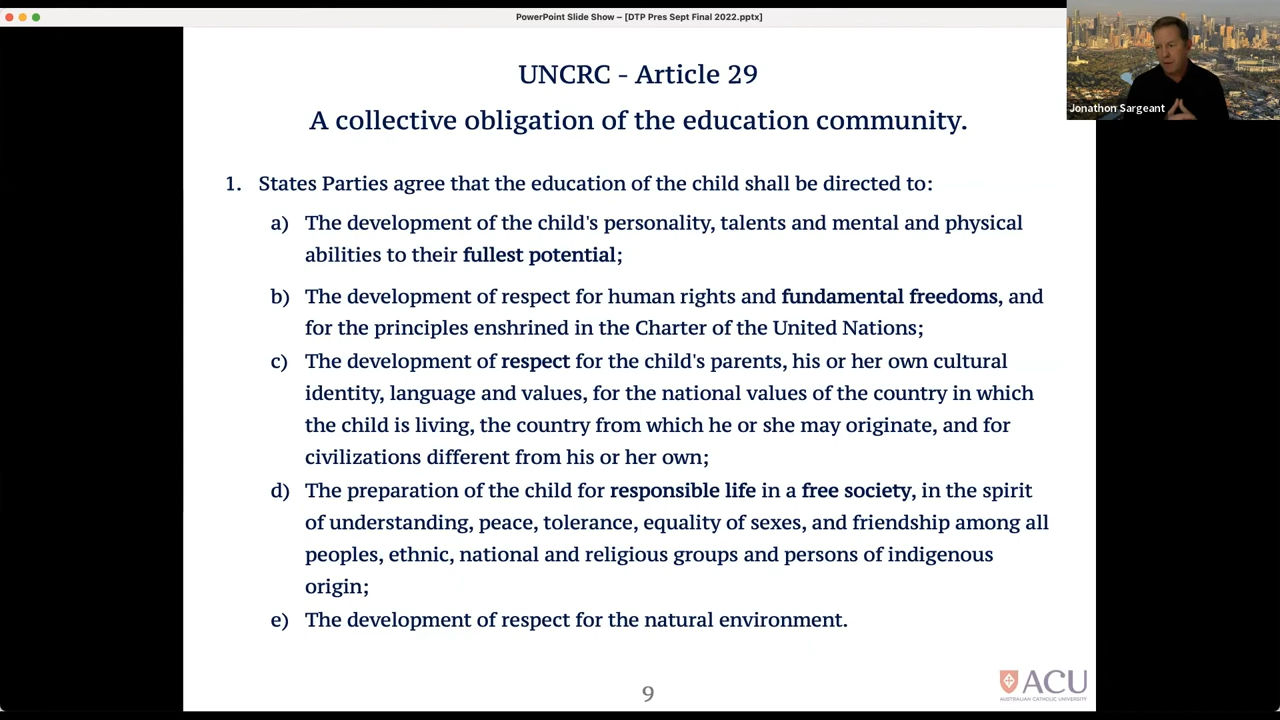 PowerPoint Slide Show – [DTP Pres Sept Final 2022.pptx]
Jonathon Sargeant
UNCRC - Article 29
A collective obligation of the education community.
1. States Parties agree that the education of the child shall be directed to:
a) The development of the child's personality, talents and mental and physical
abilities to their fullest potential;
b) The development of respect for human rights and fundamental freedoms, and
for the principles enshrined in the Charter of the United Nations;
c) The development of respect for the child's parents, his or her own cultural
identity, language and values, for the national values of the country in which
the child is living, the country from which he or she may originate, and for
civilizations different from his or her own;
d) The preparation of the child for responsible life in a free society, in the spirit
of understanding, peace, tolerance, equality of sexes, and friendship among all
peoples, ethnic, national and religious groups and persons of indigenous
origin;
e) The development of respect for the natural environment.
9
ACU
AUSTRALIAN CATHOLIC UNIVERSITY